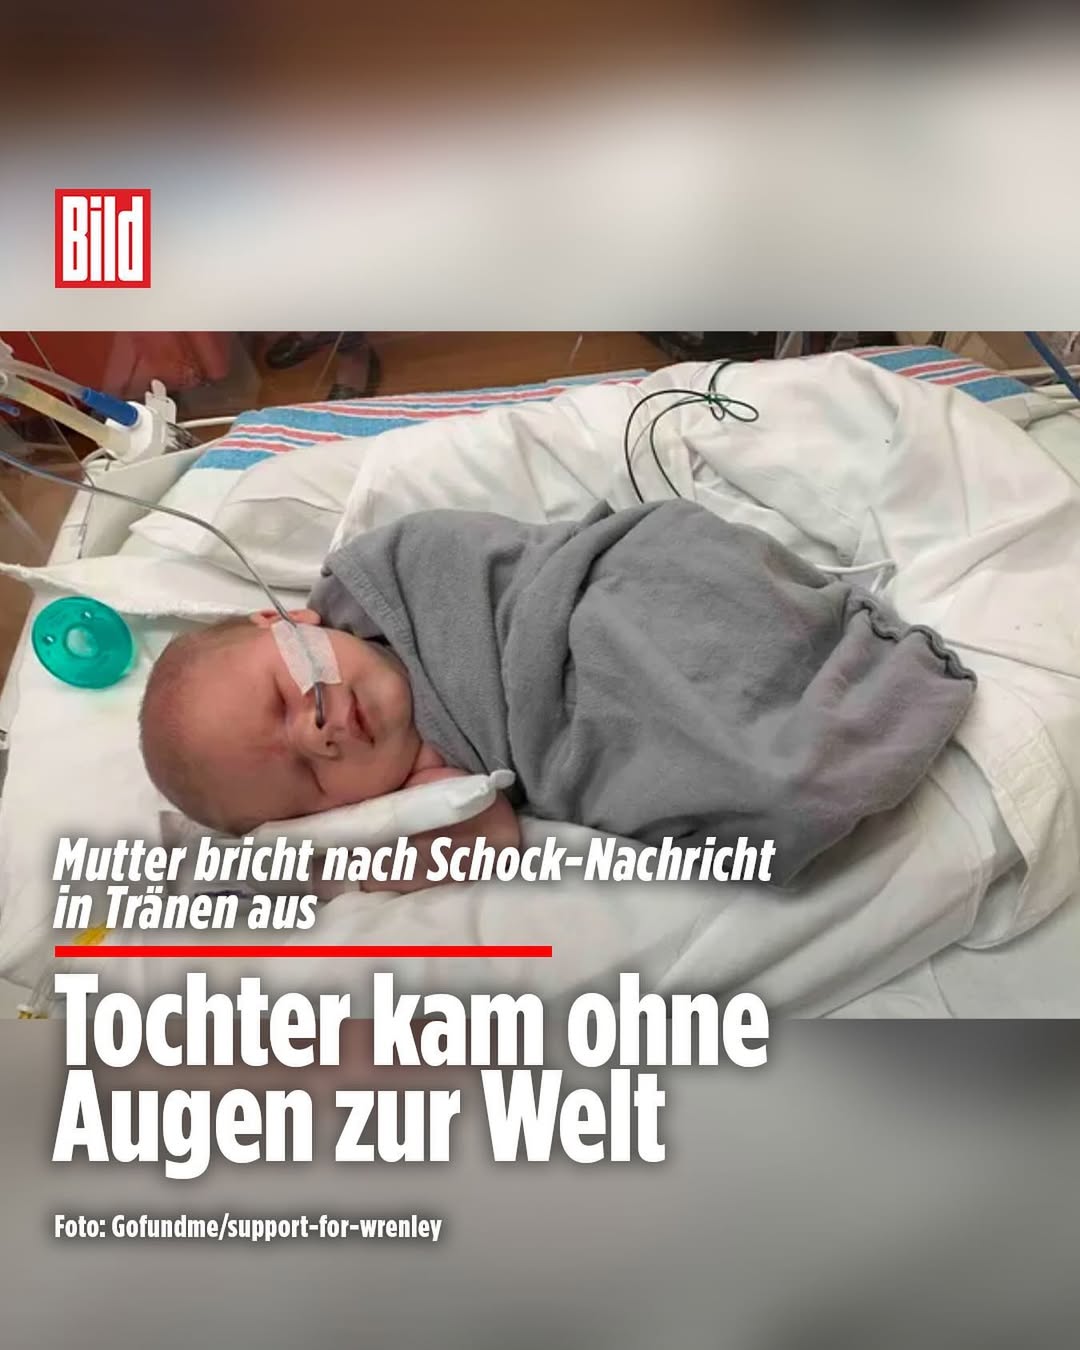 Bild
Mutter bricht nach Schock-Nachricht
in Tränen aus
Tochter kam ohne
Augen zur Welt
Foto: Gofundme/support-for-wrenley